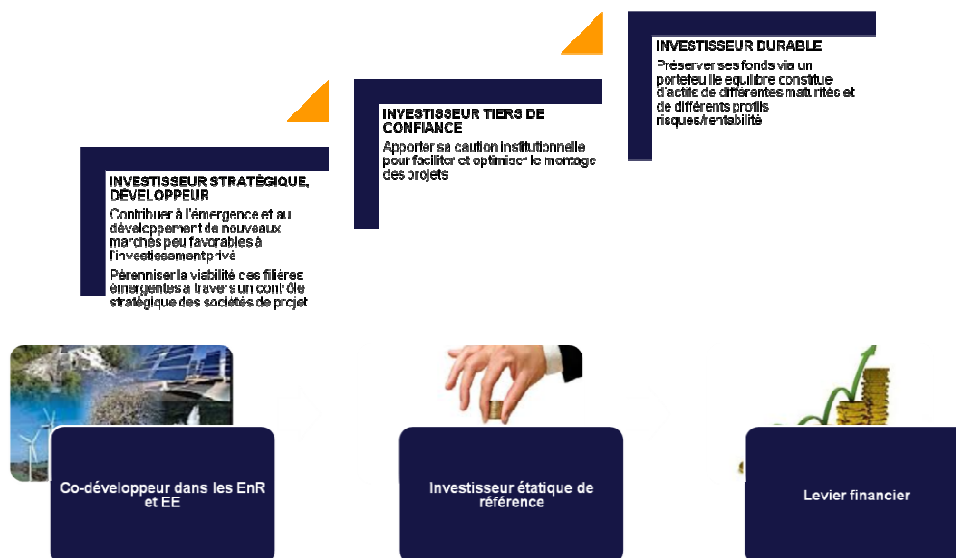 INVESTISSEUR STRATÉGIQUE,
DÉVELOPPEUR
Contribuer à l'émergence et au
développement de nouveaux
marchés peu favorables à
l'investissement privé
Pérenniser la viabilité des filières
émergentes à travers un contrôle
stratégique des sociétés de projet
INVESTISSEUR TIERS DE
CONFIANCE
Apporter sa caution institutionnelle
pour faciliter et optimiser le montage
des projets
INVESTISSEUR DURABLE
Préserver ses fonds via un
portefeuille equilibre constitue
d'actifs de différentes maturités et
de différents profils
risques/rentabilité
Co-développeur dans les EnR
et EE
Investisseur étatique de
référence
Levier financier